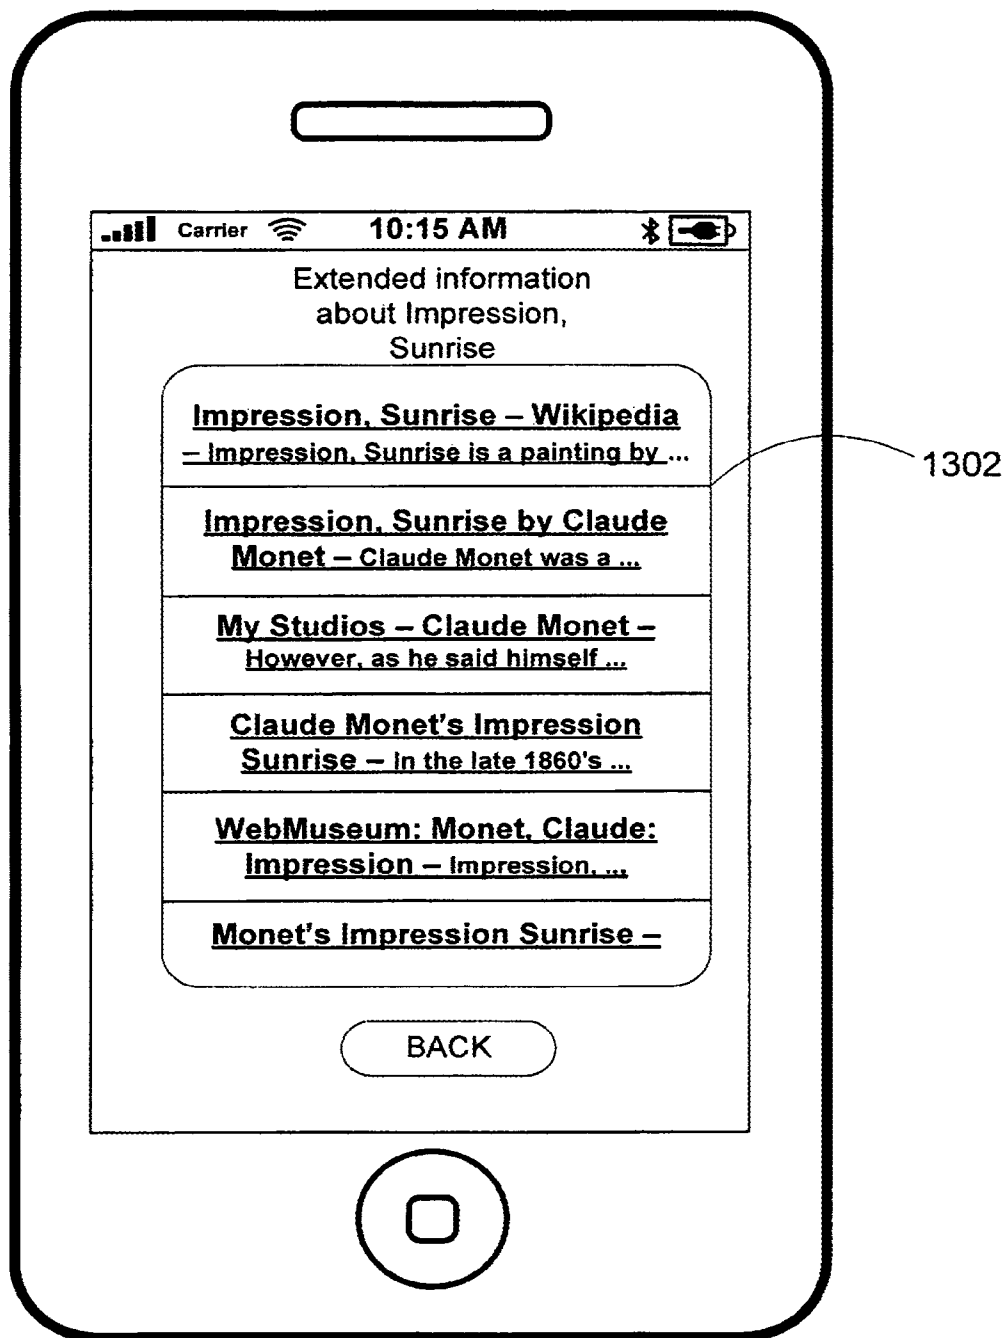 Carrier 10:15 AM
Extended information
about Impression,
Sunrise
Impression, Sunrise – Wikipedia
– Impression, Sunrise is a painting by ...
Impression, Sunrise by Claude
Monet – Claude Monet was a ...
My Studios – Claude Monet –
However, as he said himself ...
Claude Monet's Impression
Sunrise – In the late 1860's ...
WebMuseum: Monet, Claude:
Impression – Impression, ...
Monet's Impression Sunrise –
BACK
1302